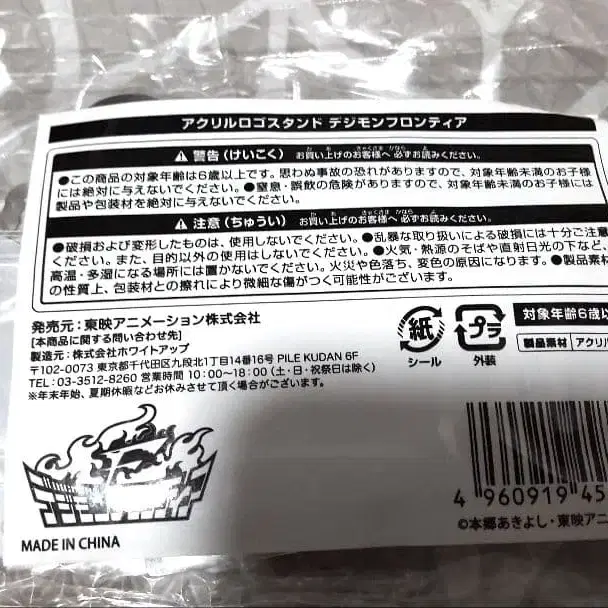 アクリルロゴスタンド デジモンフロンティア
⚠警告(けいこく) お買い上げのお客様へ 必ずお読みください。
●この商品の対象年齢は6歳以上です。思わぬ事故の恐れがありますので、対象年齢未満のお子様
には絶対に与えないでください。●窒息・誤飲の危険がありますので、対象年齢未満のお子様には
製品や包装材を絶対に与えないでください。
⚠注意(ちゅうい) お買い上げのお客様へ 必ずお読みください。
●破損および変形したものは、使用しないでください。●乱暴な取り扱いによる破損には十分ご注意
ください。また、目的以外の使用はしないでください。●火気・熱源のそばや直射日光の下など、
高温・多湿になる場所には置かないでください。火災や色落ち、変色の原因になります。●製品素材
の性質上、包装材との擦れにより微細な傷がつく可能性がございます。
発売元:東映アニメーション株式会社
[本商品に関する問い合わせ先]
製造元:株式会社ホワイトアップ
〒102-0073 東京都千代田区九段北1丁目14番16号 PILE KUDAN 6F
TEL:03-3512-8260 営業時間 10:00~18:00(土・日・祝祭日は除く)
※年末年始、夏期休暇などお休みさせて頂く場合がございます。
紙
シール
プラ
外装
対象年齢6歳以
製品素材 アクリ
MADE IN CHINA
4 960919 45
©本郷あきよし・東映アニ